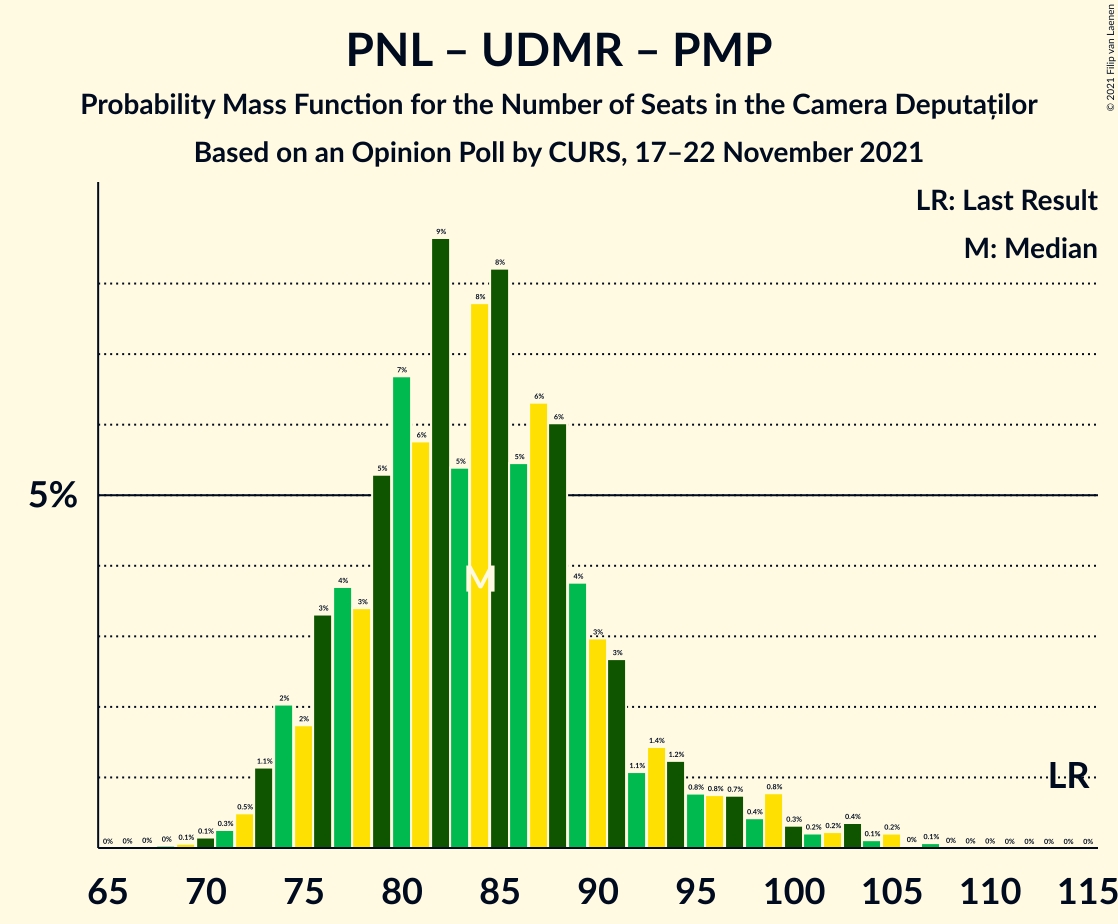 PNL – UDMR – PMP
Probability Mass Function for the Number of Seats in the Camera Deputaților
Based on an Opinion Poll by CURS, 17–22 November 2021
© 2021 Filip van Laenen
LR: Last Result
M: Median
5%
0% 0% 0% 0% 0.1% 0.1% 0.3% 0.5% 1.1% 2% 2% 3% 4% 3% 5% 7% 6% 9% 5% 8% 8% 5% 6% 6% 4% 3% 3% 1.1% 1.4% 1.2% 0.8% 0.8% 0.7% 0.4% 0.8% 0.3% 0.2% 0.2% 0.4% 0.1% 0.2% 0% 0.1% 0% 0% 0% 0% 0% 0% 0% 0%
M
LR
65 70 75 80 85 90 95 100 105 110 115